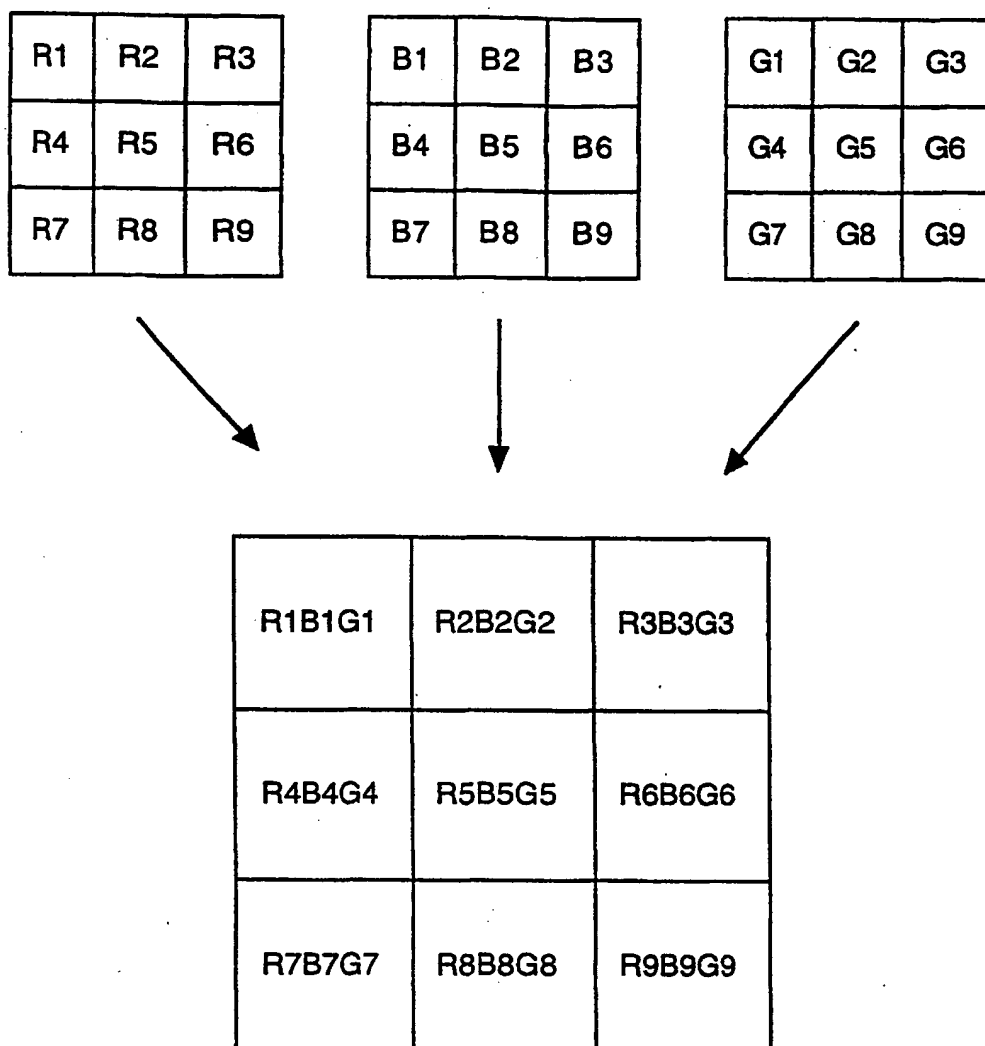 R1 R2 R3 B1 B2 B3 G1 G2 G3
R4 R5 R6 B4 B5 B6 G4 G5 G6
R7 R8 R9 B7 B8 B9 G7 G8 G9
R1B1G1 R2B2G2 R3B3G3
R4B4G4 R5B5G5 R6B6G6
R7B7G7 R8B8G8 R9B9G9